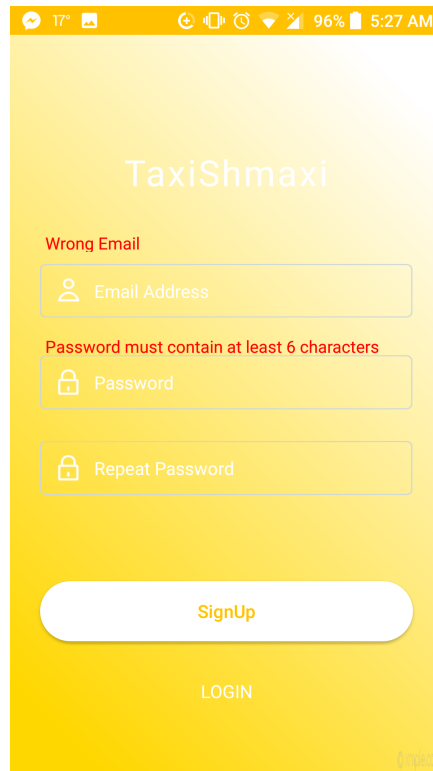 17° 96% 5:27 AM
TaxiShmaxi
Wrong Email
Email Address
Password must contain at least 6 characters
Password
Repeat Password
SignUp
LOGIN